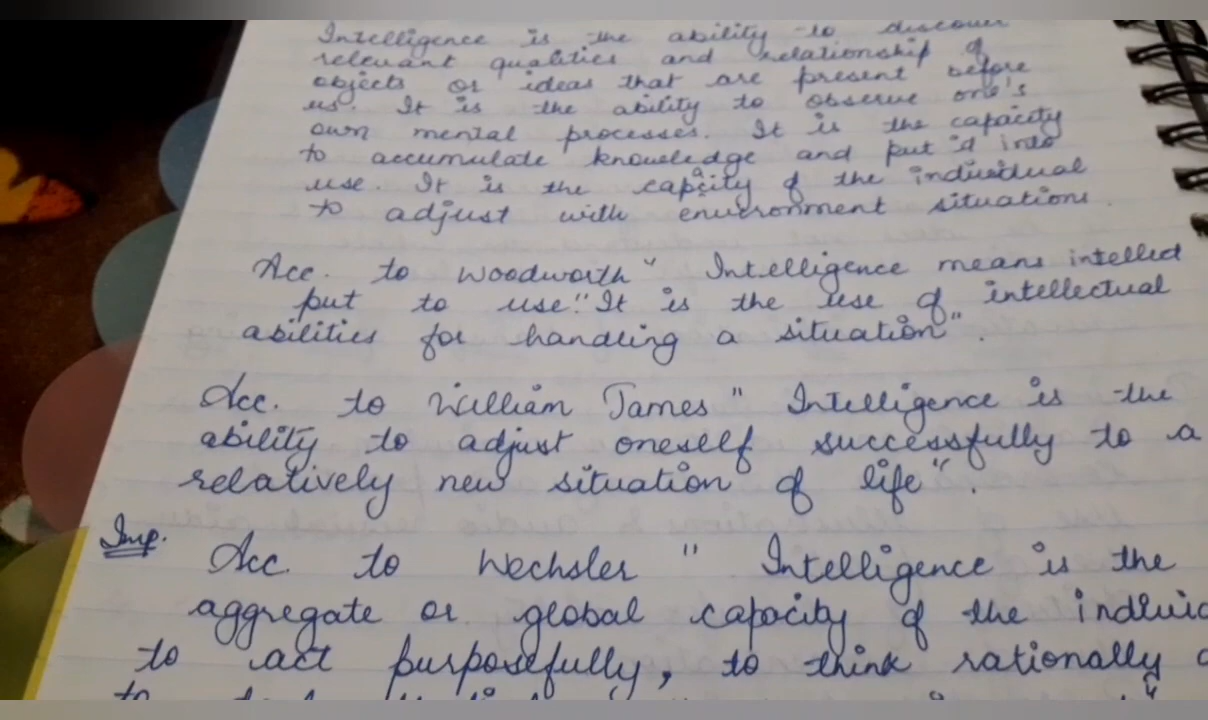 Intelligence is the ability to discover
relevant qualities and relationship of
objects or ideas that are present before
us. It is the ability to observe one's
own mental processes. It is the capacity
to accumulate knowledge and put it into
use. It is the capacity of the individual
to adjust with environment situations.
Acc. to Woodworth " Intelligence means intellect
put to use." It is the use of intellectual
abilities for handling a situation".
Acc. to William James " Intelligence is the
ability to adjust oneself successfully to a
relatively new situation of life".
Imp.
Acc. to Wechsler " Intelligence is the
aggregate or global capacity of the
to act purposefully, to think rationally
to